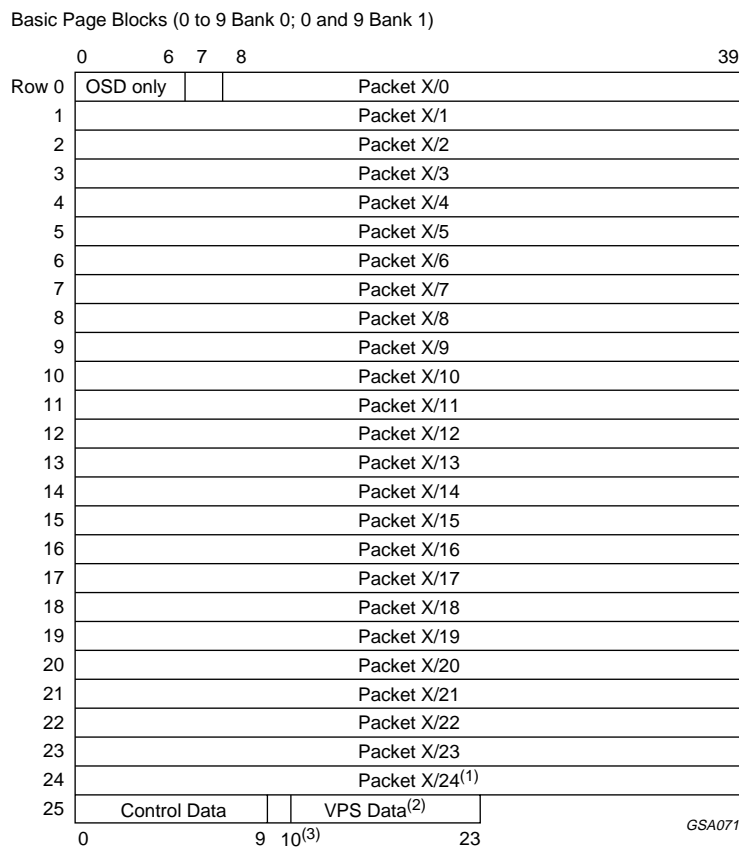 Basic Page Blocks (0 to 9 Bank 0; 0 and 9 Bank 1)
0 6 7 8 39
Row 0 OSD only Packet X/0
1 Packet X/1
2 Packet X/2
3 Packet X/3
4 Packet X/4
5 Packet X/5
6 Packet X/6
7 Packet X/7
8 Packet X/8
9 Packet X/9
10 Packet X/10
11 Packet X/11
12 Packet X/12
13 Packet X/13
14 Packet X/14
15 Packet X/15
16 Packet X/16
17 Packet X/17
18 Packet X/18
19 Packet X/19
20 Packet X/20
21 Packet X/21
22 Packet X/22
23 Packet X/23
24 Packet X/24(1)
25 Control Data VPS Data(2)
0 9 10(3) 23 GSA071